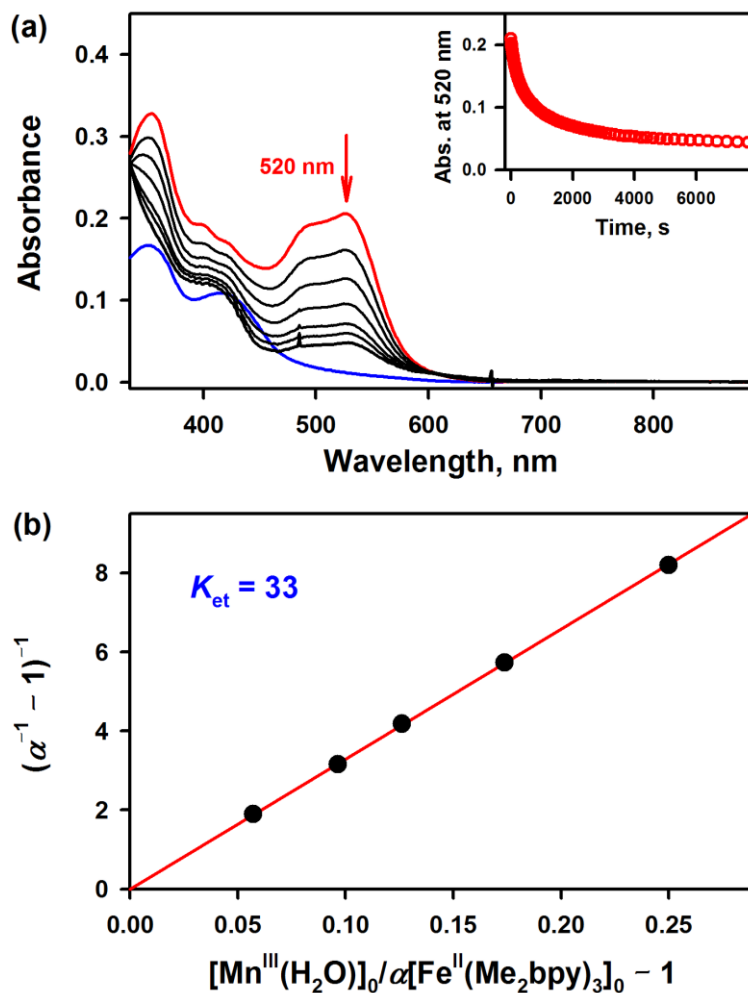 (a)
0.4
0.3
0.2
0.1
0.0
Absorbance
520 nm
400 500 600 700 800
Wavelength, nm
0.2
0.1
0.0
Abs. at 520 nm
0 2000 4000 6000
Time, s
(b)
8
6
4
2
0
(α⁻¹ – 1)⁻¹
K_et = 33
0.00 0.05 0.10 0.15 0.20 0.25
[Mn^III(H₂O)]₀/α[Fe^II(Me₂bpy)₃]₀ – 1